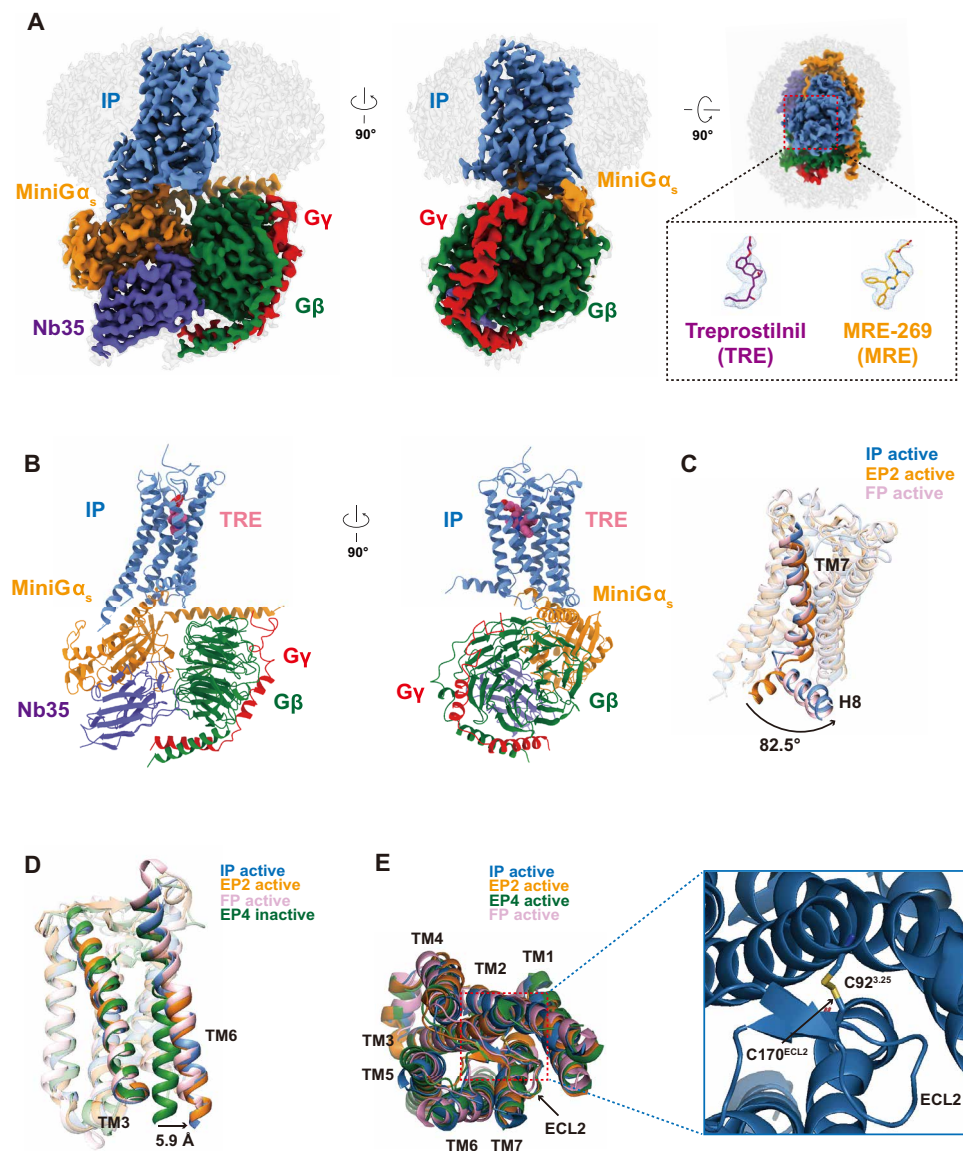 A
IP
MiniGαs
Nb35
Gγ
Gβ
90°
IP
MiniGαs
Gγ
Gβ
90°
Treprostilnil
(TRE)
MRE-269
(MRE)
B
IP
TRE
MiniGαs
Nb35
Gγ
Gβ
90°
IP
TRE
MiniGαs
Gγ
Gβ
C
IP active
EP2 active
FP active
TM7
H8
82.5°
D
IP active
EP2 active
FP active
EP4 inactive
TM6
TM3
5.9 Å
E
IP active
EP2 active
EP4 active
FP active
TM4
TM2
TM1
TM3
TM5
TM6
TM7
ECL2
C92³·²⁵
C170ᴱᶜᴸ²
ECL2